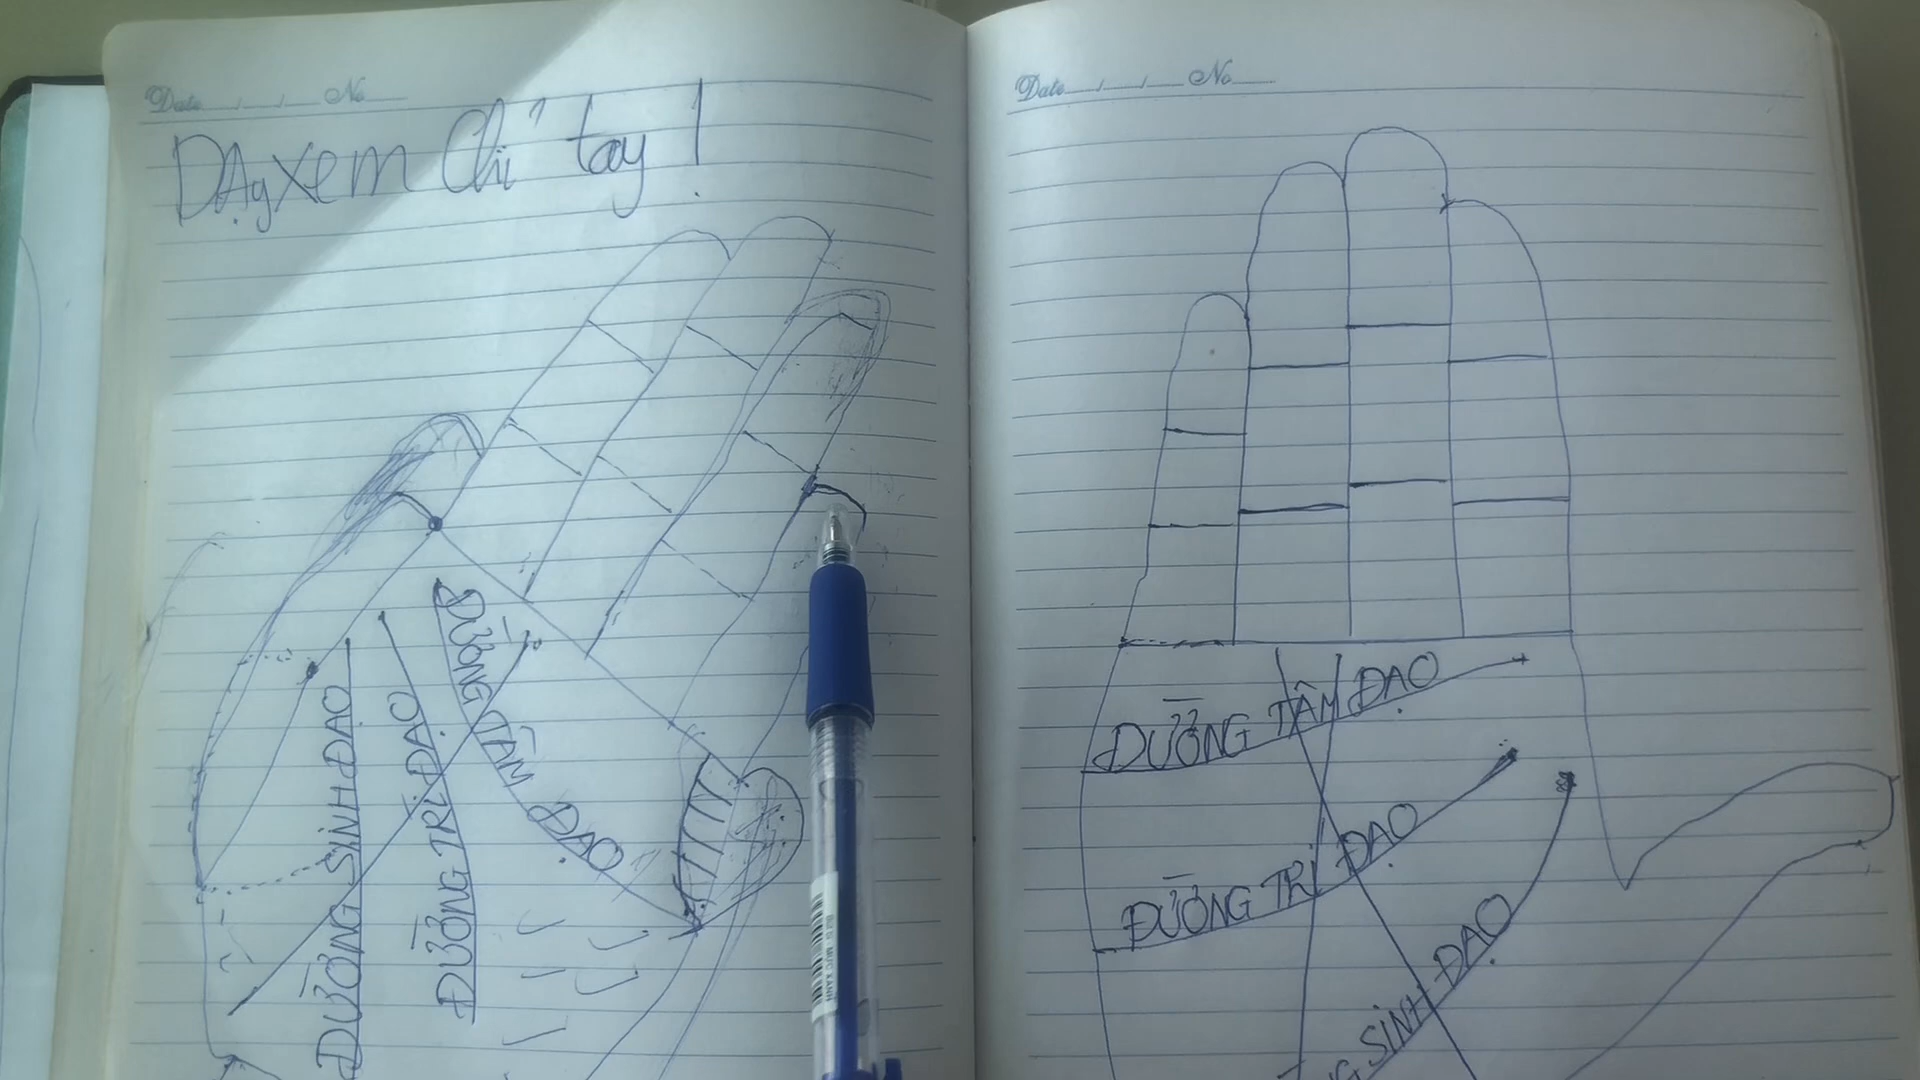 Date No
DẠy Xem Chỉ tay !
ĐƯỜNG SINH ĐẠO
ĐƯỜNG TRÍ ĐẠO
ĐƯỜNG TÂM ĐẠO
Date No
ĐƯỜNG TÂM ĐẠO
ĐƯỜNG TRÍ ĐẠO
NG SINH ĐẠO